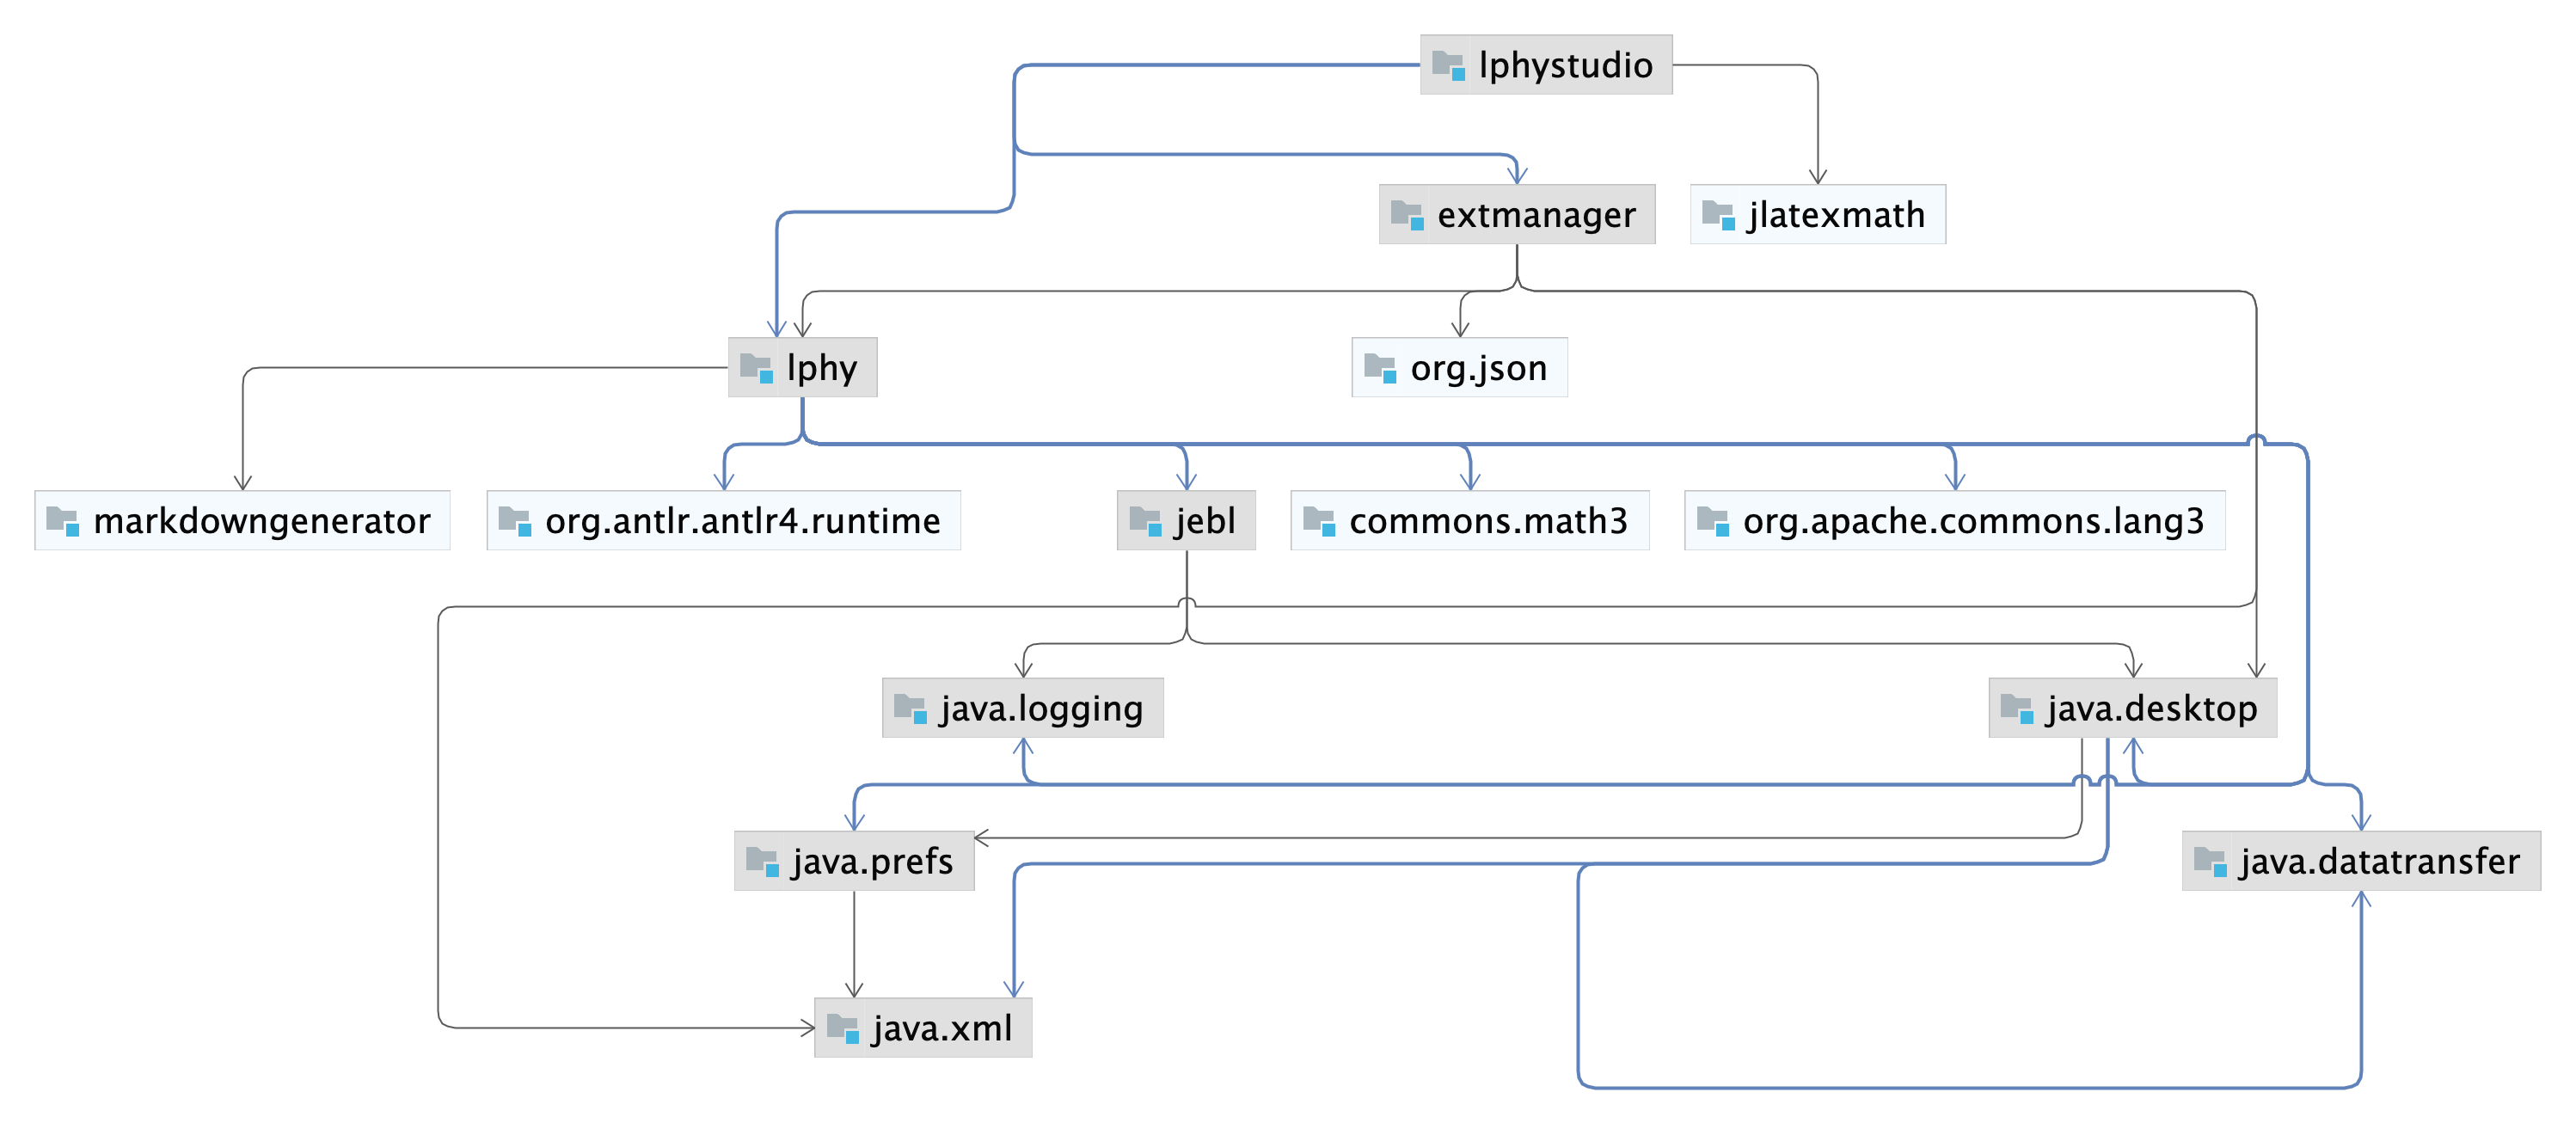 lphystudio
extmanager
jlatexmath
lphy
org.json
markdowngenerator
org.antlr.antlr4.runtime
jebl
commons.math3
org.apache.commons.lang3
java.logging
java.desktop
java.prefs
java.datatransfer
java.xml